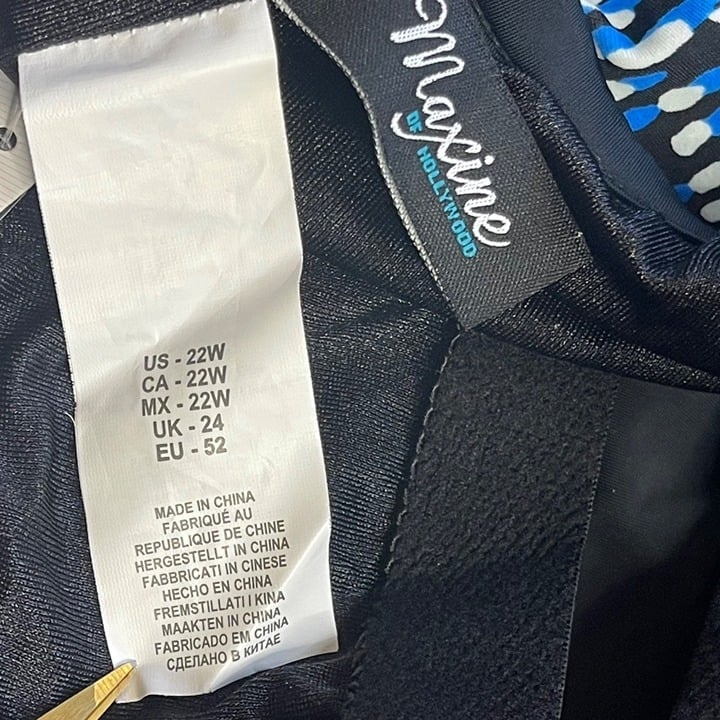 Maxine
OF HOLLYWOOD
US - 22W
CA - 22W
MX - 22W
UK - 24
EU - 52
MADE IN CHINA
FABRIQUÉ AU
REPUBLIQUE DE CHINE
HERGESTELLT IN CHINA
FABBRICATI IN CINESE
HECHO EN CHINA
FREMSTILLATI I KINA
MAAKTEN IN CHINA
FABRICADO EM CHINA
СДЕЛАНО В КИТАЕ